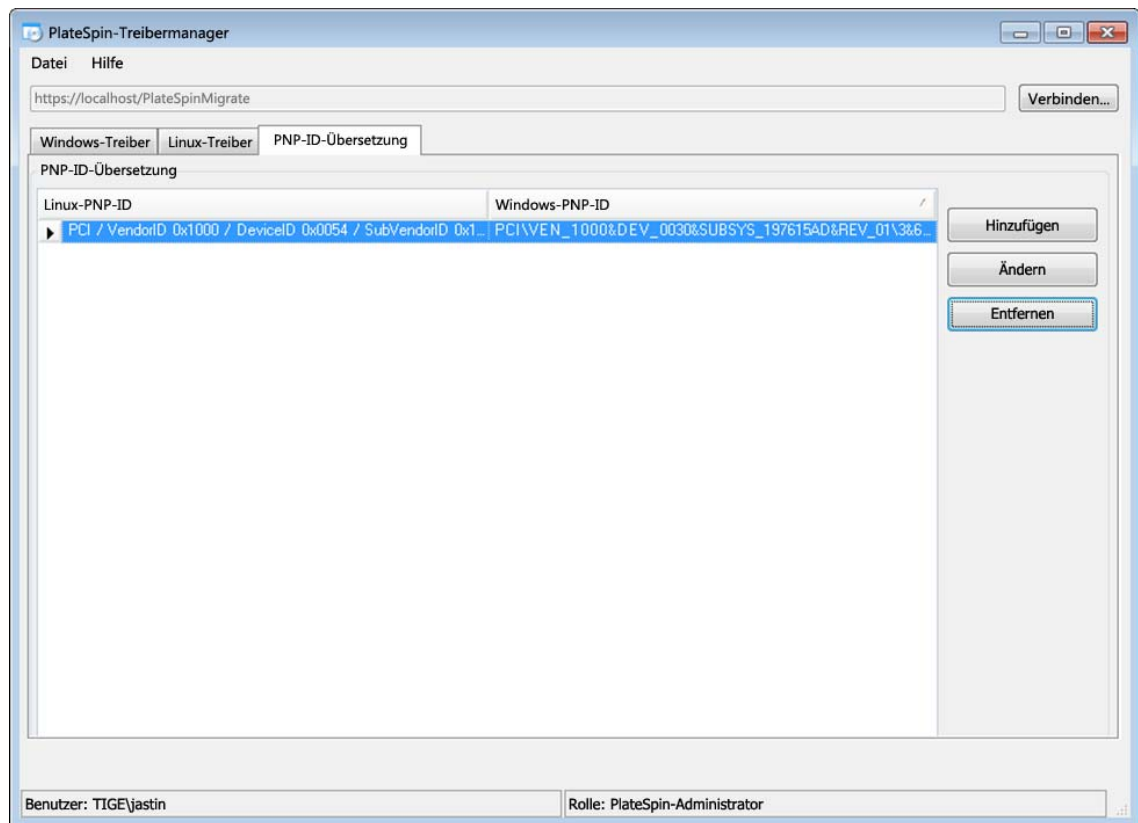 PlateSpin-Treibermanager
Datei Hilfe
https://localhost/PlateSpinMigrate Verbinden...
Windows-Treiber Linux-Treiber PNP-ID-Übersetzung
PNP-ID-Übersetzung
Linux-PNP-ID Windows-PNP-ID
PCI / VendorID 0x1000 / DeviceID 0x0054 / SubVendorID 0x1... PCI\VEN_1000&DEV_0030&SUBSYS_197615AD&REV_01\3&6...
Hinzufügen
Ändern
Entfernen
Benutzer: TIGE\jastin Rolle: PlateSpin-Administrator